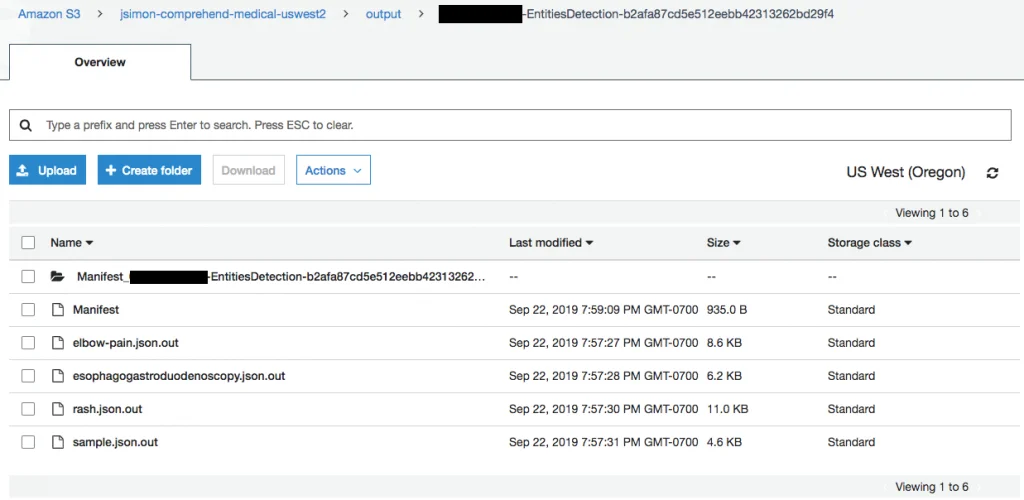 Amazon S3 > jsimon-comprehend-medical-uswest2 > output > -EntitiesDetection-b2afa87cd5e512eebb42313262bd29f4
Overview
Type a prefix and press Enter to search. Press ESC to clear.
Upload + Create folder Download Actions US West (Oregon)
Viewing 1 to 6
Name Last modified Size Storage class
Manifest_ -EntitiesDetection-b2afa87cd5e512eebb42313262... -- -- --
Manifest Sep 22, 2019 7:59:09 PM GMT-0700 935.0 B Standard
elbow-pain.json.out Sep 22, 2019 7:57:27 PM GMT-0700 8.6 KB Standard
esophagogastroduodenoscopy.json.out Sep 22, 2019 7:57:28 PM GMT-0700 6.2 KB Standard
rash.json.out Sep 22, 2019 7:57:30 PM GMT-0700 11.0 KB Standard
sample.json.out Sep 22, 2019 7:57:31 PM GMT-0700 4.6 KB Standard
Viewing 1 to 6